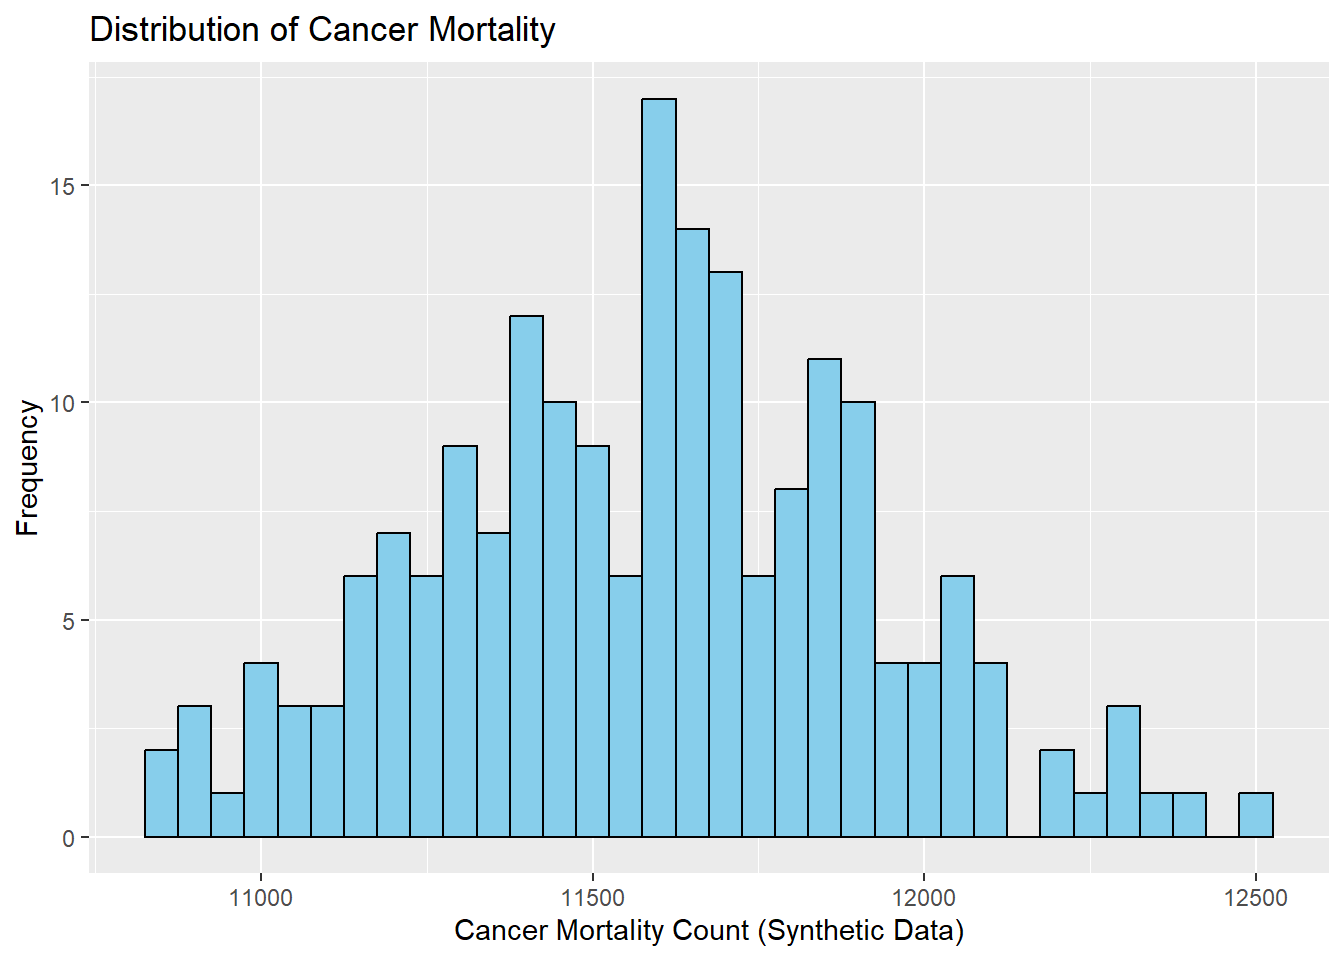 Distribution of Cancer Mortality
15
10
5
0
Frequency
11000 11500 12000 12500
Cancer Mortality Count (Synthetic Data)